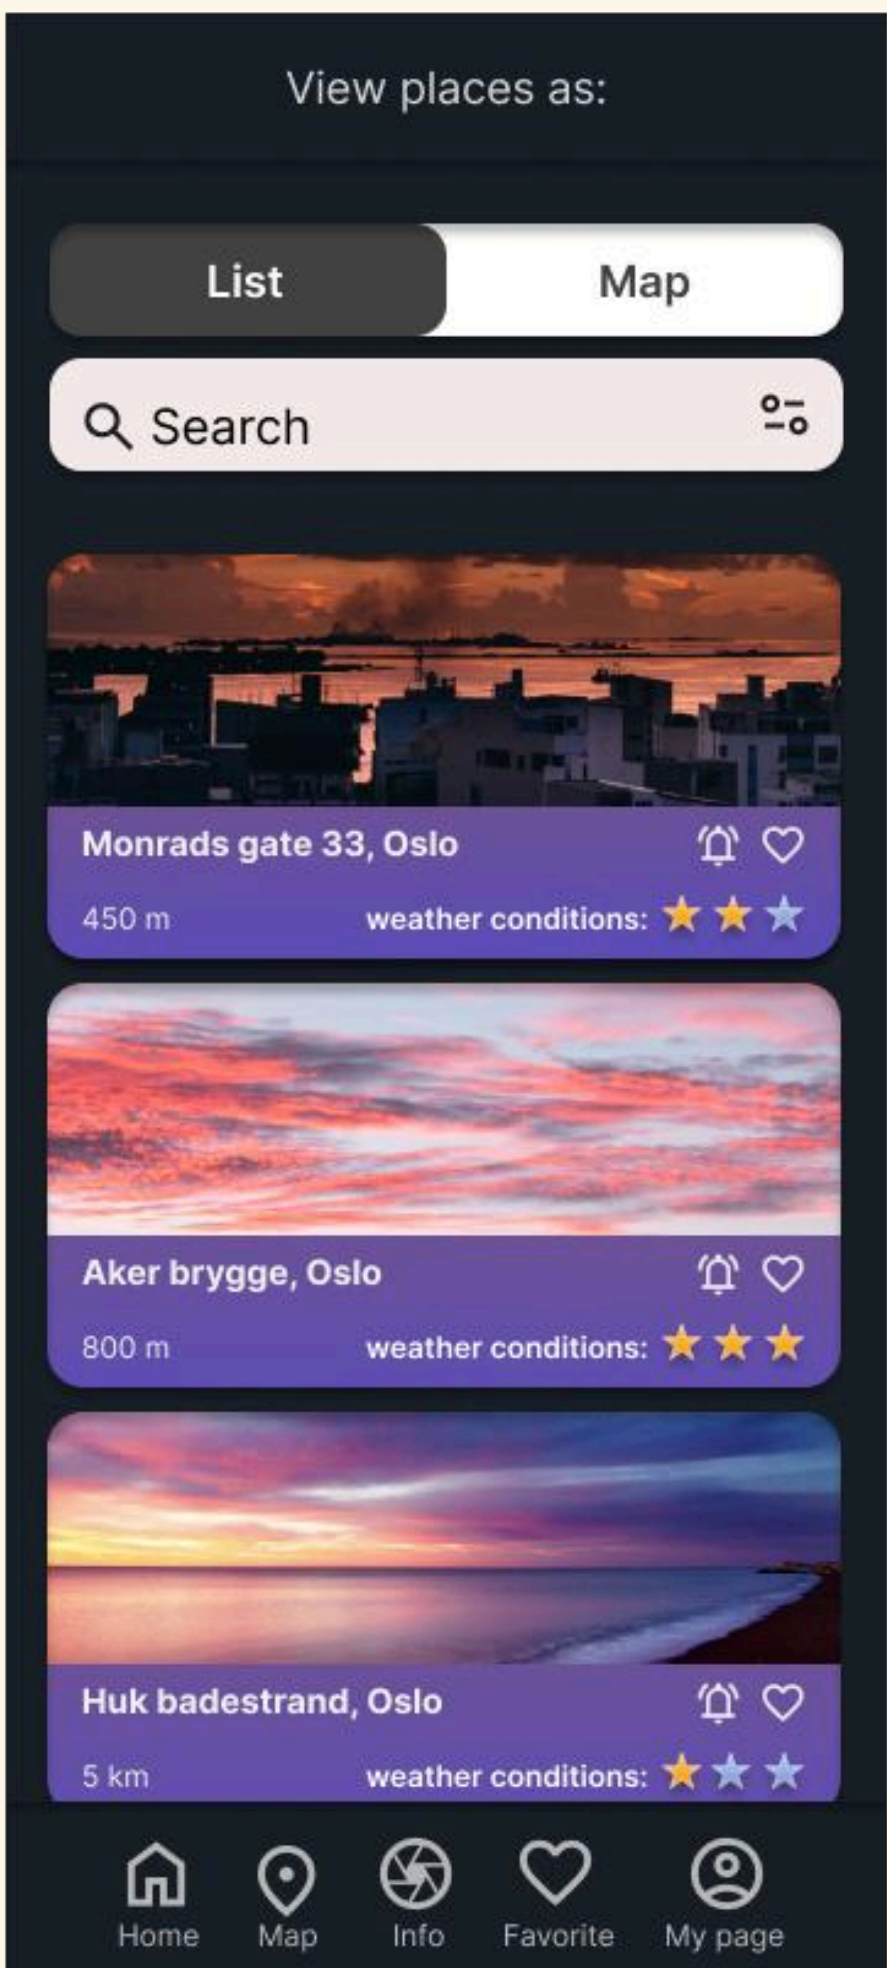 View places as:
List Map
Search
Monrads gate 33, Oslo
450 m weather conditions:
Aker brygge, Oslo
800 m weather conditions:
Huk badestrand, Oslo
5 km weather conditions:
Home Map Info Favorite My page